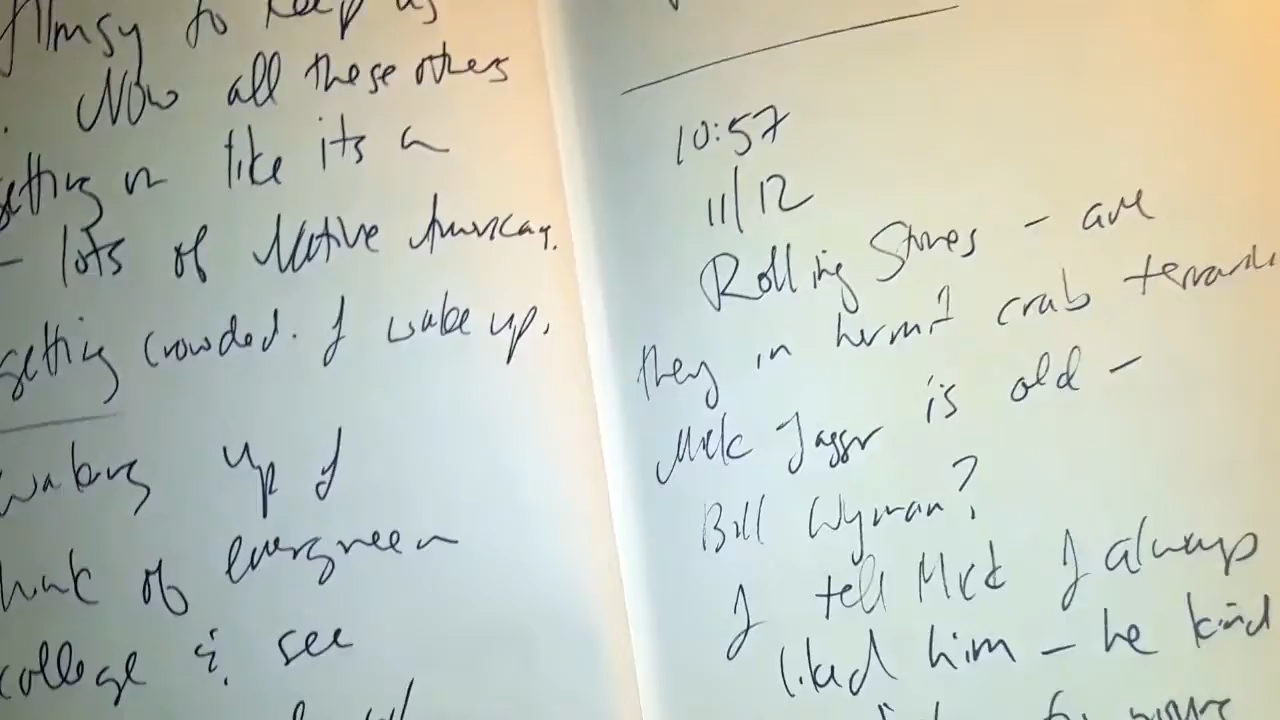 flimsy to keep us
. Now all these others
getting in like its a
- lots of Native American.
getting crowded. I wake up.
waking up I
think of evergreen
college & see
10:57
11/12
Rolling Stones - are
they in hermit crab
Mick Jagger is old -
Bill Wyman?
I tell Mick I always
liked him - he kind